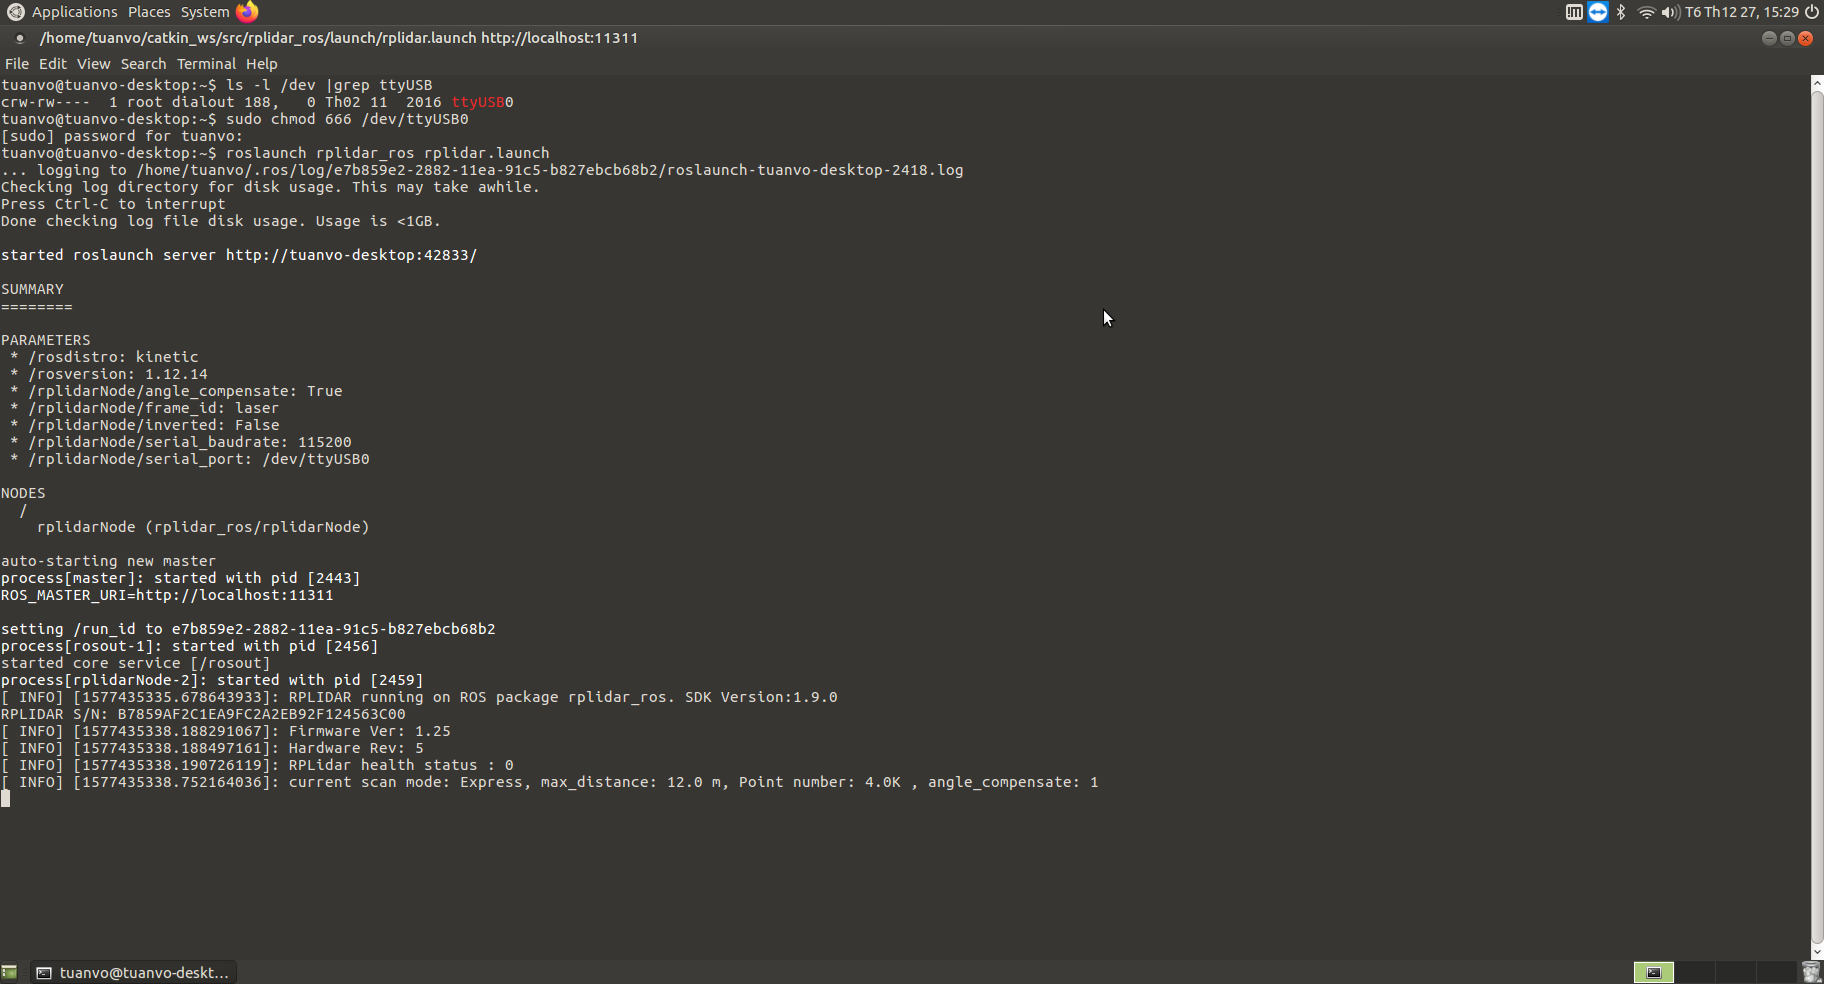 Applications Places System
T6 Th12 27, 15:29
/home/tuanvo/catkin_ws/src/rplidar_ros/launch/rplidar.launch http://localhost:11311
File Edit View Search Terminal Help
tuanvo@tuanvo-desktop:~$ ls -l /dev |grep ttyUSB
crw-rw---- 1 root dialout 188, 0 Th02 11 2016 ttyUSB0
tuanvo@tuanvo-desktop:~$ sudo chmod 666 /dev/ttyUSB0
[sudo] password for tuanvo:
tuanvo@tuanvo-desktop:~$ roslaunch rplidar_ros rplidar.launch
... logging to /home/tuanvo/.ros/log/e7b859e2-2882-11ea-91c5-b827ebcb68b2/roslaunch-tuanvo-desktop-2418.log
Checking log directory for disk usage. This may take awhile.
Press Ctrl-C to interrupt
Done checking log file disk usage. Usage is <1GB.
started roslaunch server http://tuanvo-desktop:42833/
SUMMARY
========
PARAMETERS
* /rosdistro: kinetic
* /rosversion: 1.12.14
* /rplidarNode/angle_compensate: True
* /rplidarNode/frame_id: laser
* /rplidarNode/inverted: False
* /rplidarNode/serial_baudrate: 115200
* /rplidarNode/serial_port: /dev/ttyUSB0
NODES
/
rplidarNode (rplidar_ros/rplidarNode)
auto-starting new master
process[master]: started with pid [2443]
ROS_MASTER_URI=http://localhost:11311
setting /run_id to e7b859e2-2882-11ea-91c5-b827ebcb68b2
process[rosout-1]: started with pid [2456]
started core service [/rosout]
process[rplidarNode-2]: started with pid [2459]
[ INFO] [1577435335.678643933]: RPLIDAR running on ROS package rplidar_ros. SDK Version:1.9.0
RPLIDAR S/N: B7859AF2C1EA9FC2A2EB92F124563C00
[ INFO] [1577435338.188291067]: Firmware Ver: 1.25
[ INFO] [1577435338.188497161]: Hardware Rev: 5
[ INFO] [1577435338.190726119]: RPLidar health status : 0
[ INFO] [1577435338.752164036]: current scan mode: Express, max_distance: 12.0 m, Point number: 4.0K , angle_compensate: 1
tuanvo@tuanvo-deskt...